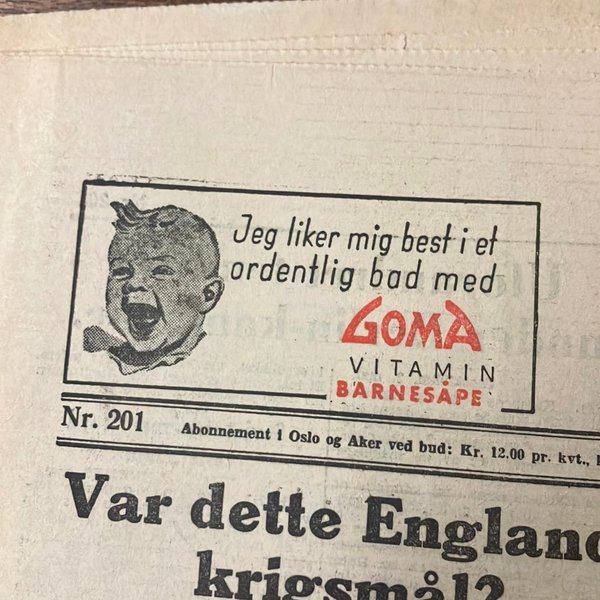 Jeg liker mig best i et
ordentlig bad med
GOMA
VITAMIN
BARNESÅPE
Nr. 201
Abonnement i Oslo og Aker ved bud: Kr. 12.00 pr. kvt.,
Var dette England
krigsmål?